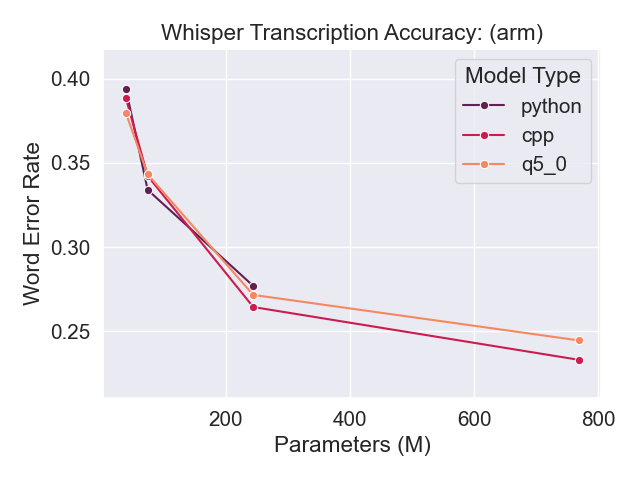 Whisper Transcription Accuracy: (arm)
Model Type
python
cpp
q5_0
0.40
0.35
0.30
0.25
Word Error Rate
200
400
600
800
Parameters (M)